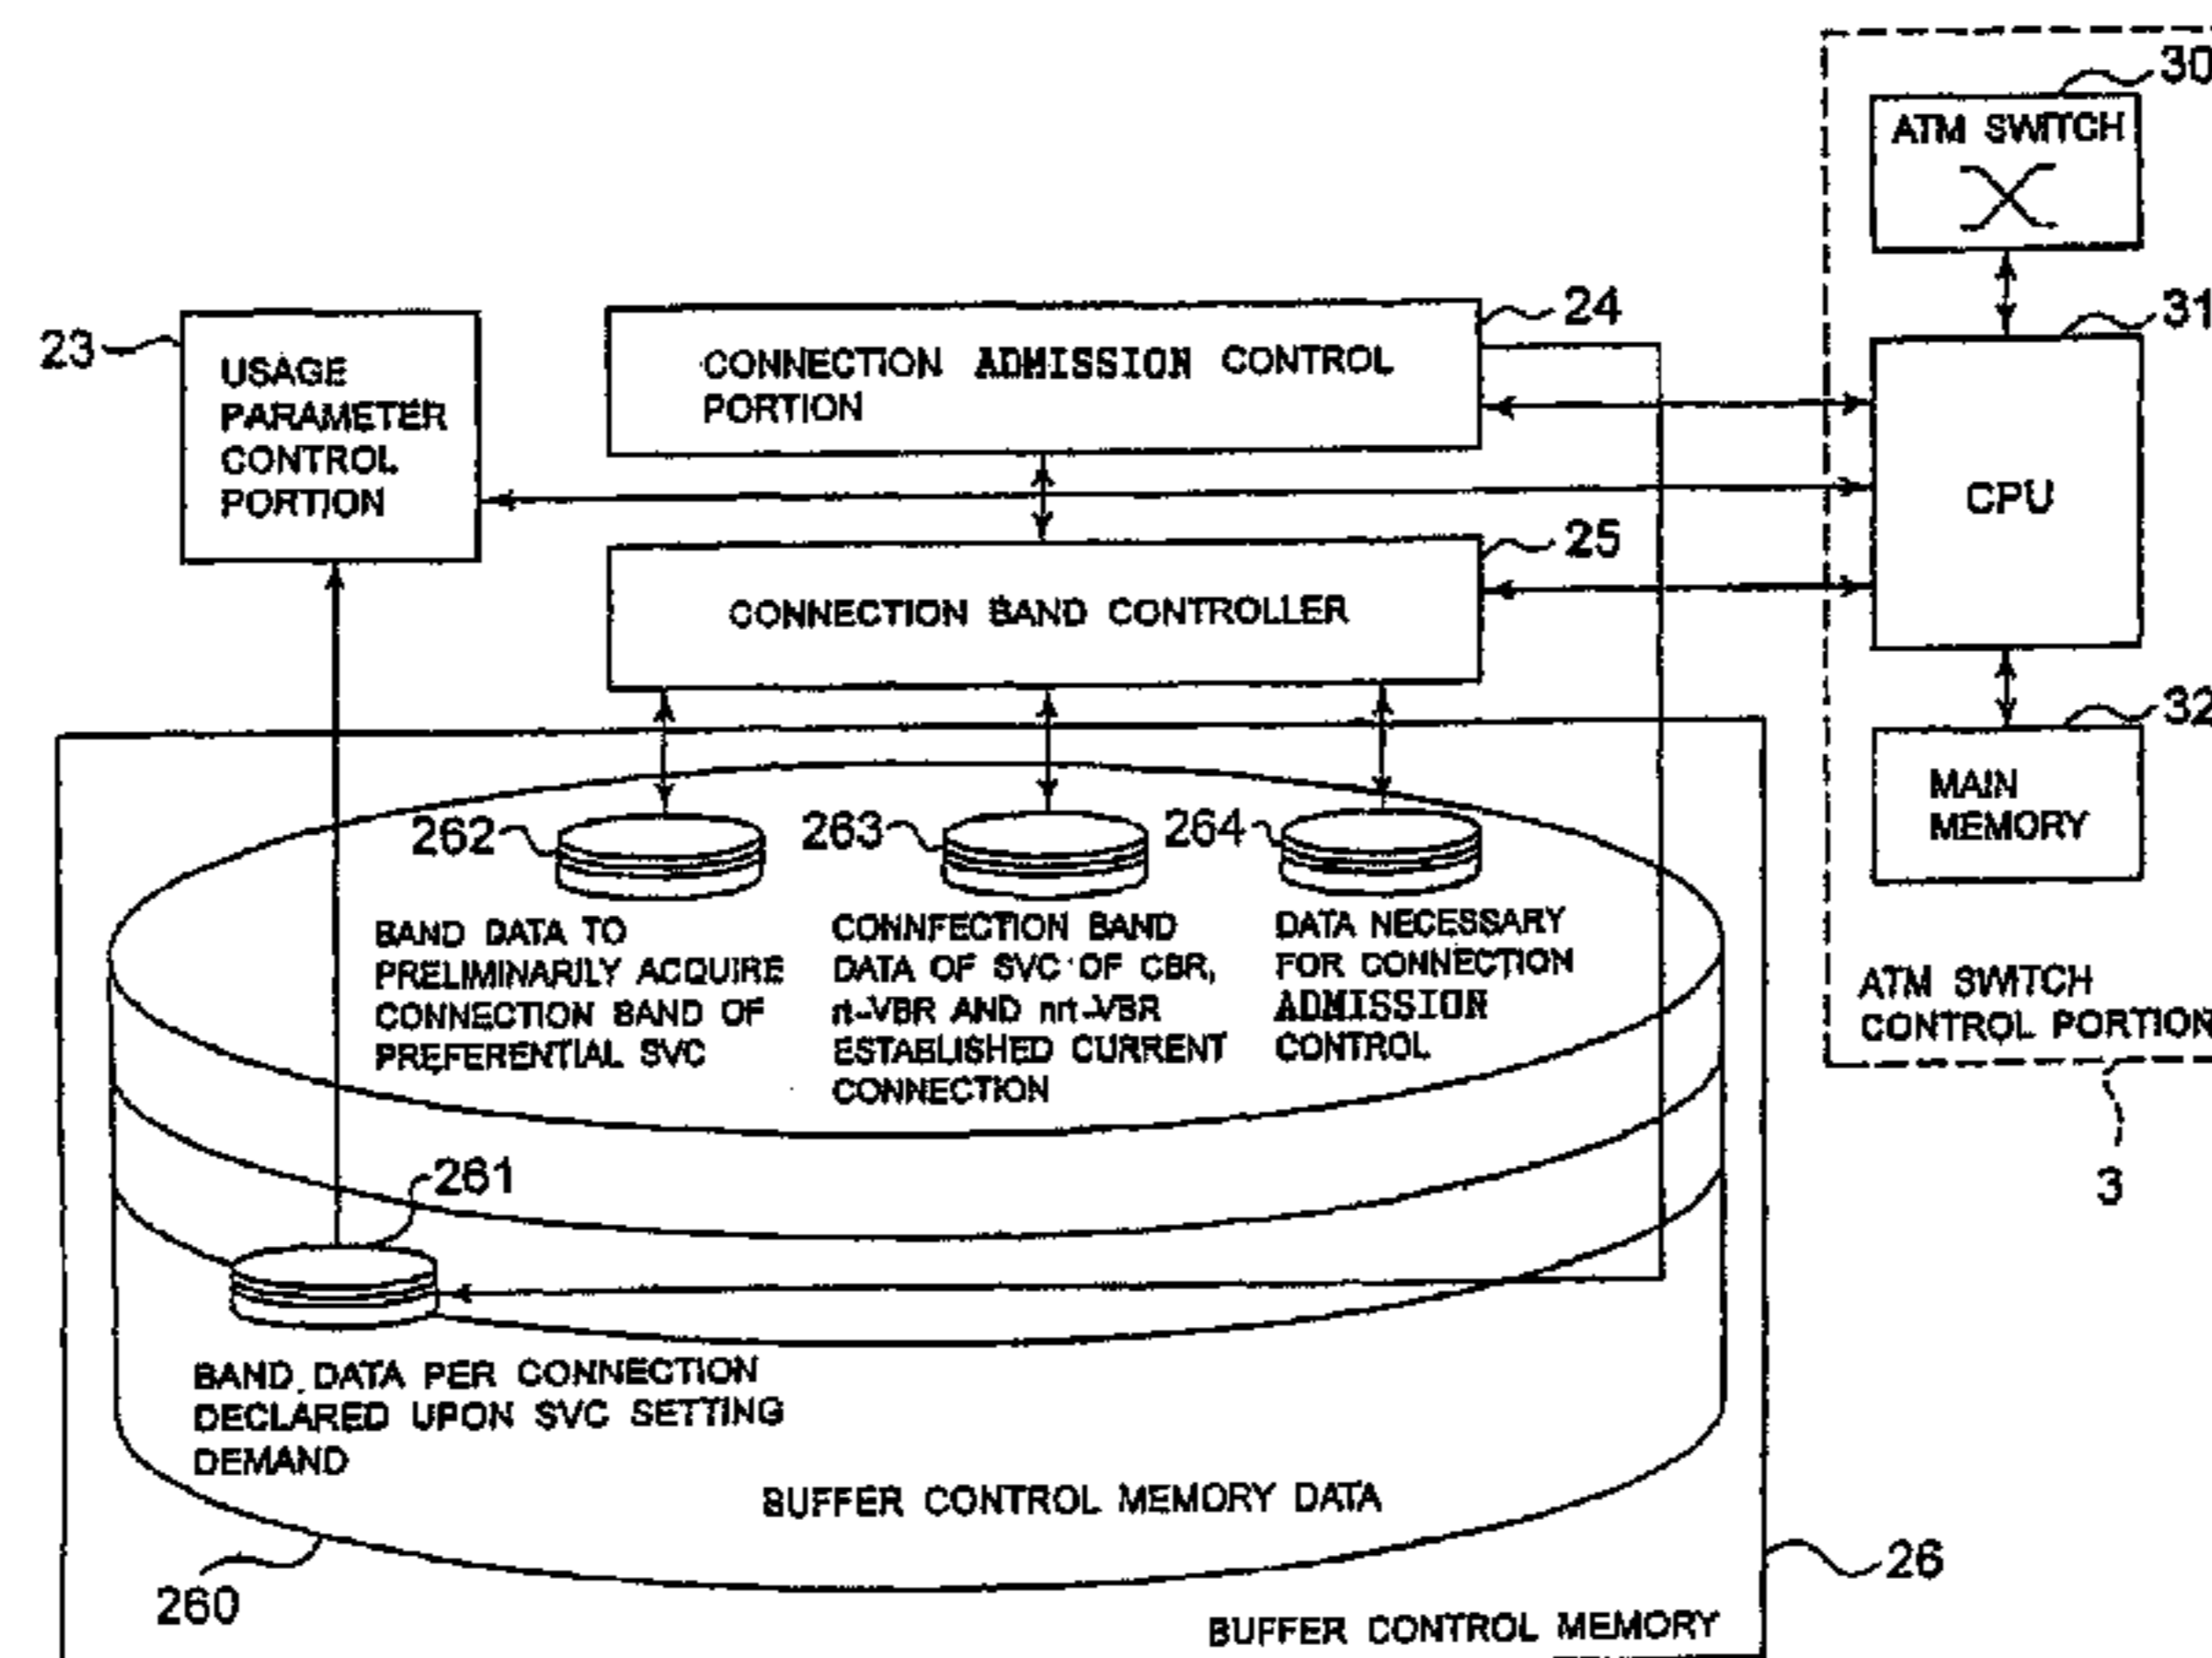 30
ATM SWITCH
31
CPU
32
MAIN
MEMORY
ATM SWITCH
CONTROL PORTION
3
23
USAGE
PARAMETER
CONTROL
PORTION
24
CONNECTION ADMISSION CONTROL
PORTION
25
CONNECTION BAND CONTROLLER
262
263
264
BAND DATA TO
PRELIMINARILY ACQUIRE
CONNECTION BAND OF
PREFERENTIAL SVC
CONNFECTION BAND
DATA OF SVC OF CBR,
rt-VBR AND nrt-VBR
ESTABLISHED CURRENT
CONNECTION
DATA NECESSARY
FOR CONNECTION
ADMISSION
CONTROL
261
BAND DATA PER CONNECTION
DECLARED UPON SVC SETTING
DEMAND
BUFFER CONTROL MEMORY DATA
260
26
BUFFER CONTROL MEMORY